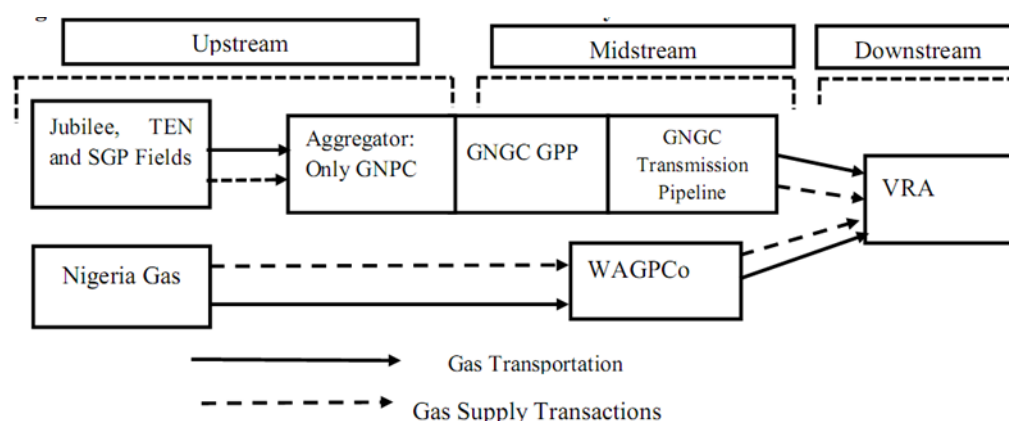 Upstream
Midstream
Downstream
Jubilee, TEN
and SGP Fields
Aggregator:
Only GNPC
GNGC GPP
GNGC
Transmission
Pipeline
VRA
Nigeria Gas
WAGPCo
Gas Transportation
Gas Supply Transactions